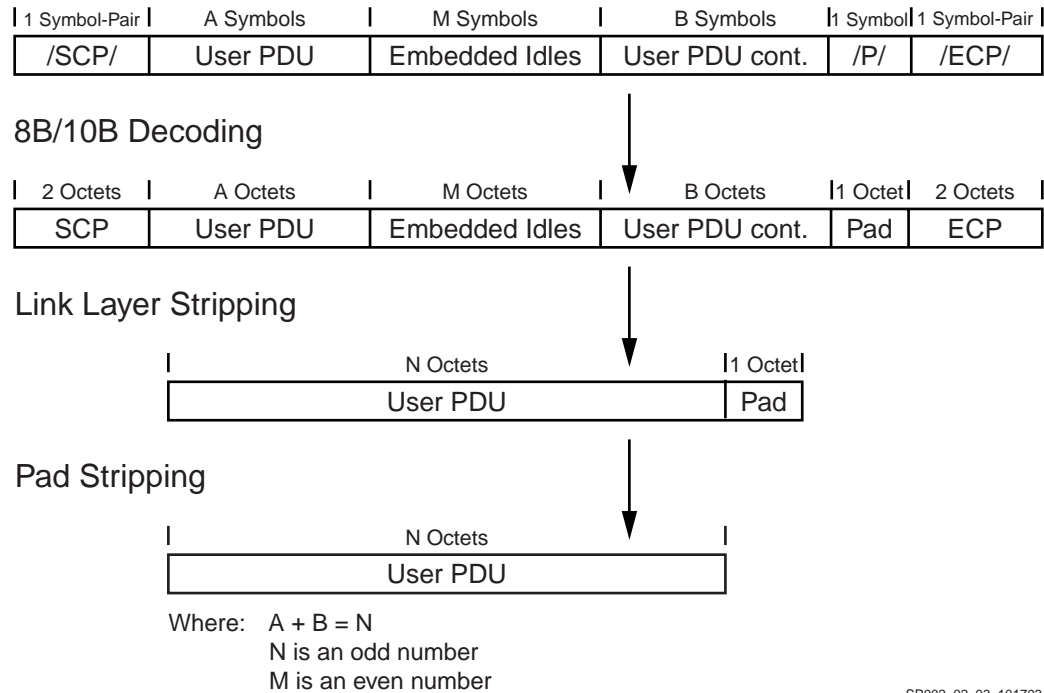 1 Symbol-Pair A Symbols M Symbols B Symbols 1 Symbol 1 Symbol-Pair
/SCP/ User PDU Embedded Idles User PDU cont. /P/ /ECP/
8B/10B Decoding
2 Octets A Octets M Octets B Octets 1 Octet 2 Octets
SCP User PDU Embedded Idles User PDU cont. Pad ECP
Link Layer Stripping
N Octets 1 Octet
User PDU Pad
Pad Stripping
N Octets
User PDU
Where: A + B = N
N is an odd number
M is an even number